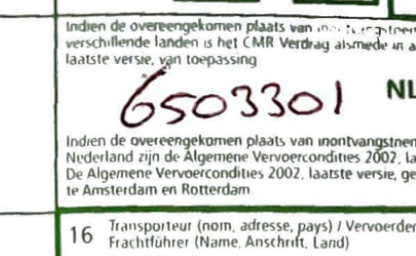 Indien de overeengekomen plaats van
verschillende landen is het CMR Verdrag alsmede in a
laatste versie, van toepassing
6503301
NL
Indien de overeengekomen plaats van inontvangstnem
Nederland zijn de Algemene Vervoercondities 2002, la
De Algemene Vervoercondities 2002, laatste versie, ge
te Amsterdam en Rotterdam
16 Transporteur (nom, adresse, pays) / Vervoerder
Frachtführer (Name, Anschrift, Land)